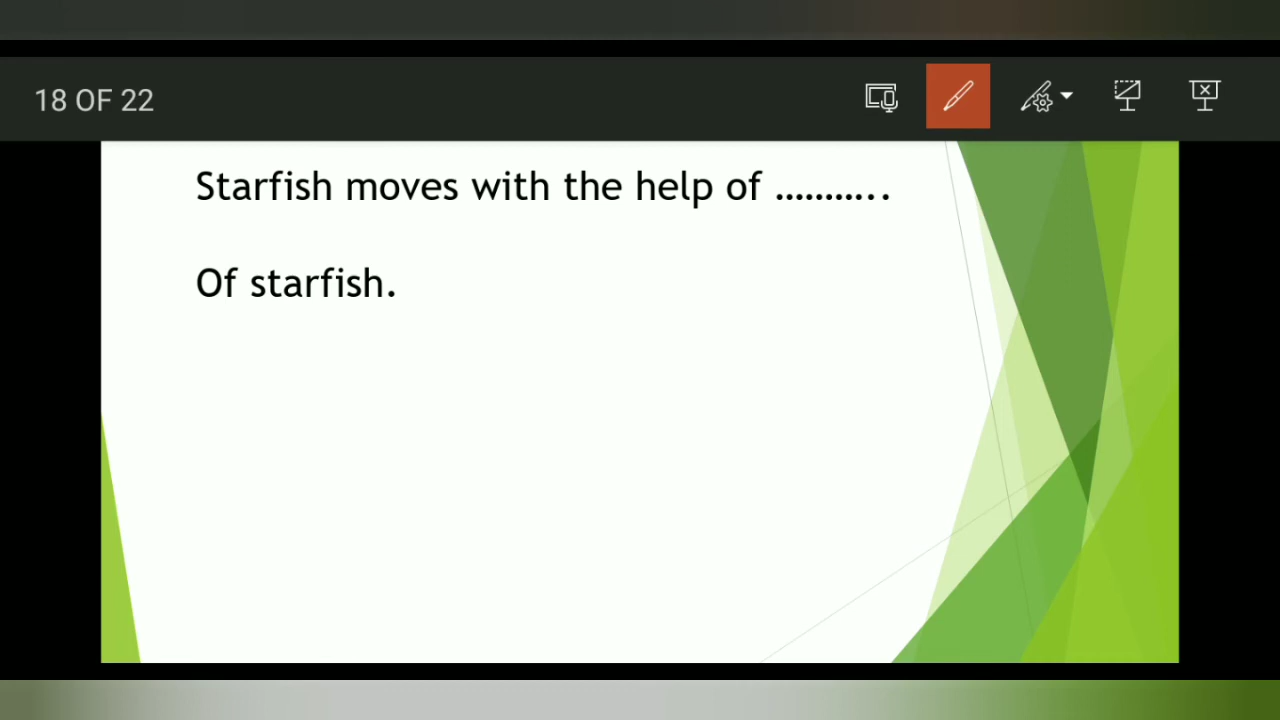 18 OF 22
Starfish moves with the help of ………..
Of starfish.